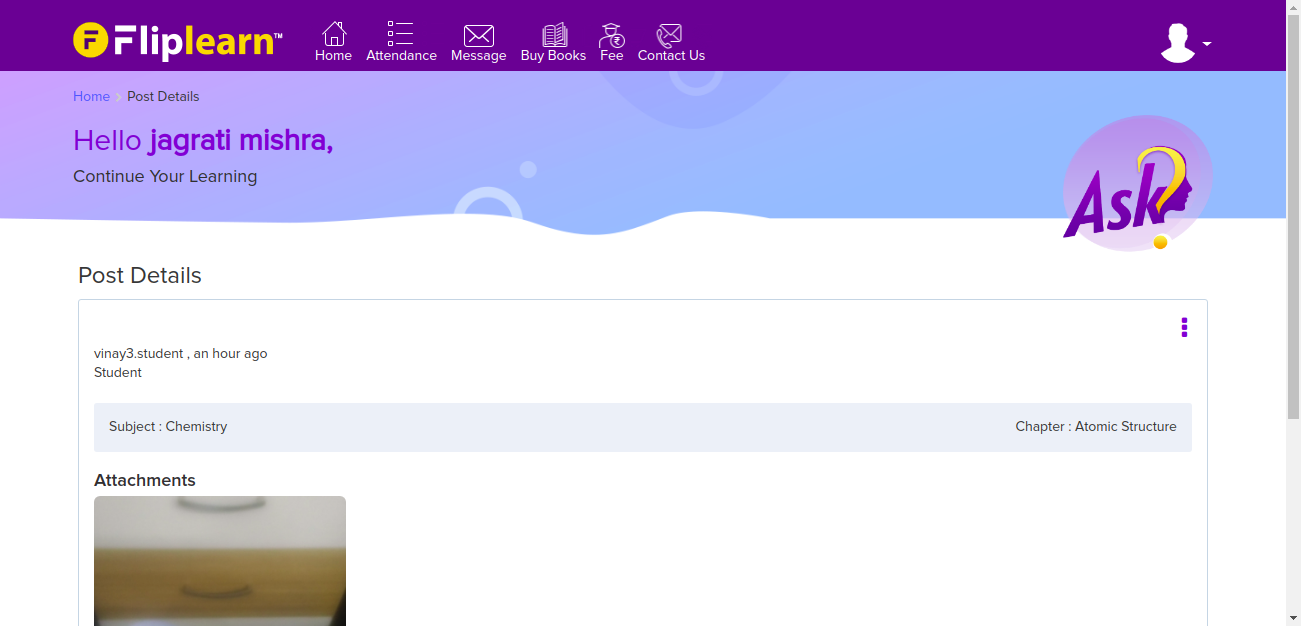 Fliplearn™
Home Attendance Message Buy Books Fee Contact Us
Home Post Details
Hello jagrati mishra,
Continue Your Learning
Ask?
Post Details
vinay3.student , an hour ago
Student
Subject : Chemistry Chapter : Atomic Structure
Attachments